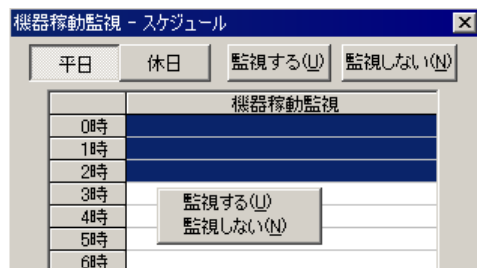 機器稼動監視 - スケジュール
平日 休日 監視する(U) 監視しない(N)
機器稼動監視
0時
1時
2時
3時
監視する(U)
4時
監視しない(N)
5時
6時